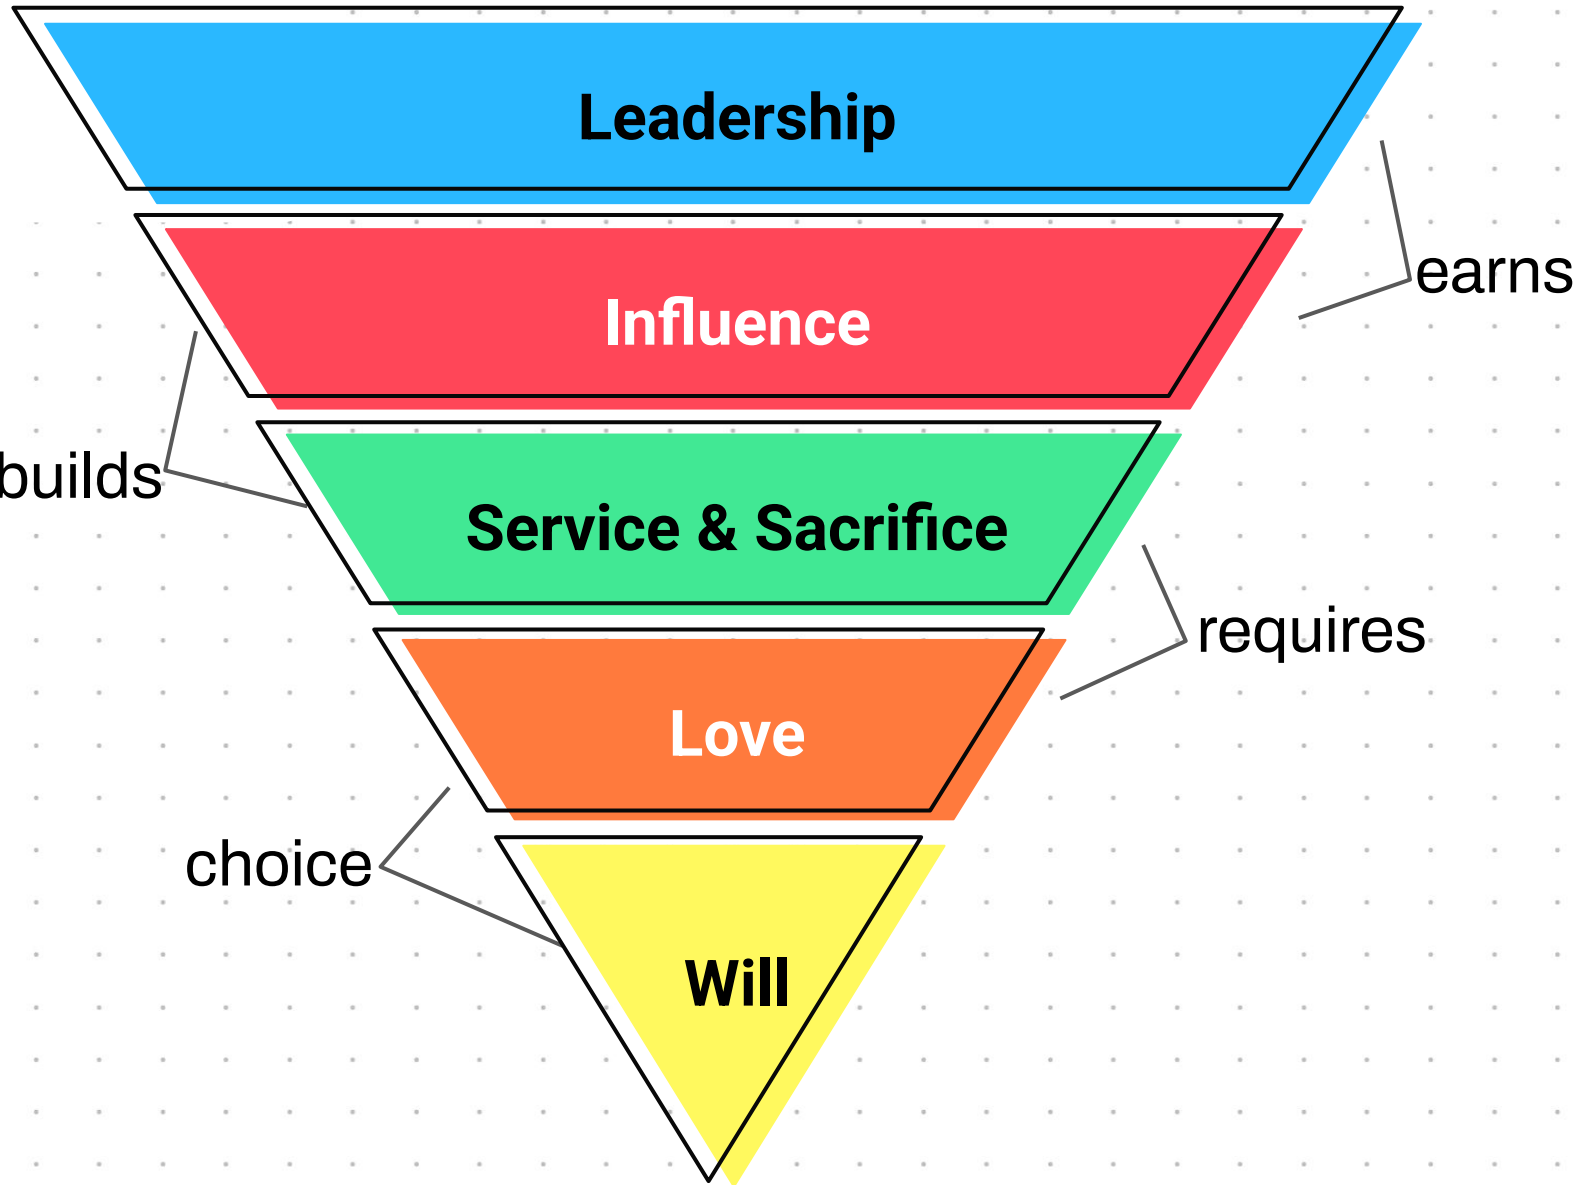 Leadership
earns
Influence
builds
Service & Sacrifice
requires
Love
choice
Will